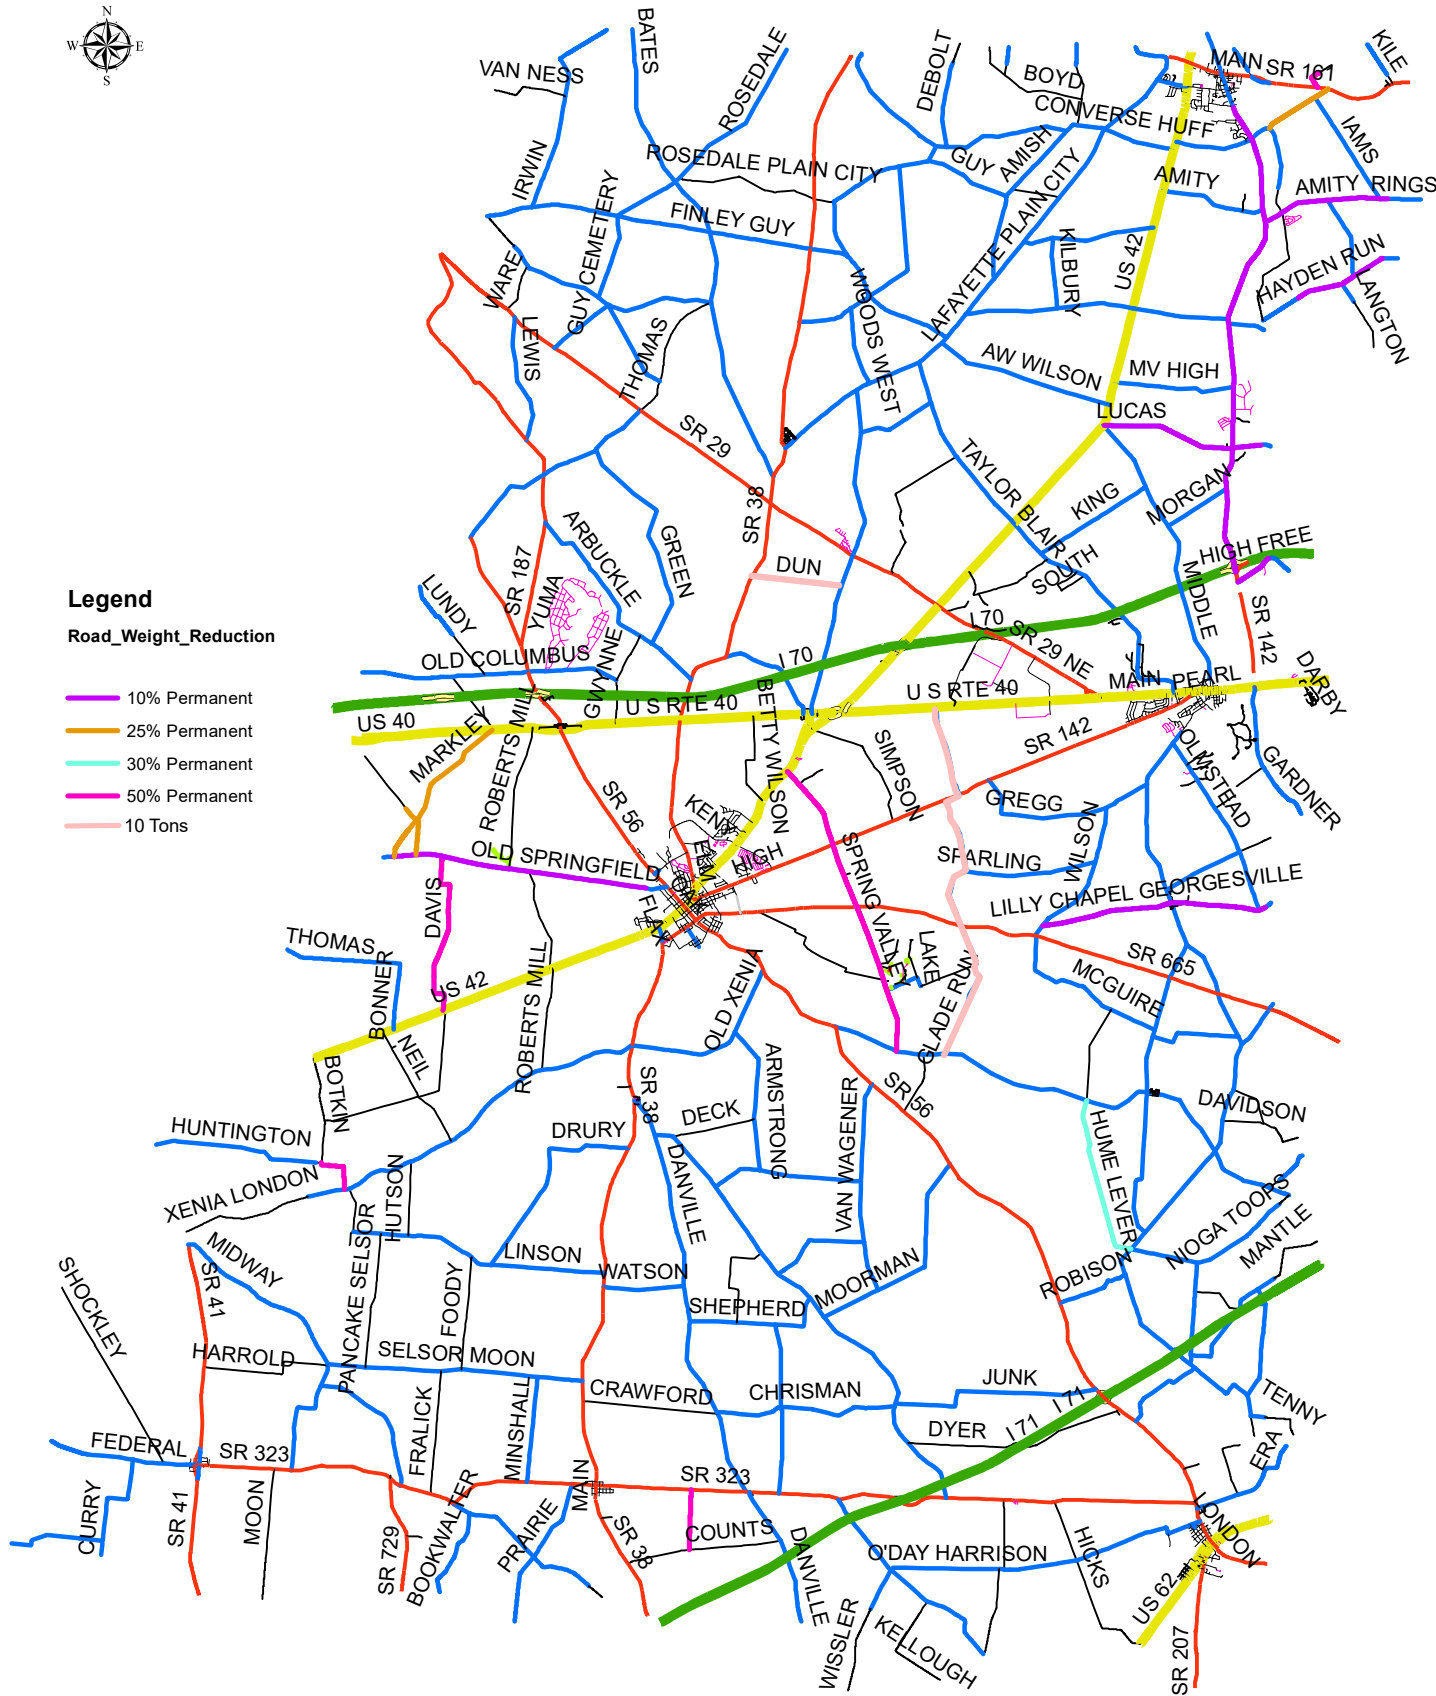 N
W E
S
VAN NESS
BATES
ROSEDALE
DEBOLT
BOYD
MAIN
SR 161
KILE
CONVERSE HUFF
IAMS
IRWIN
ROSEDALE PLAIN CITY
GUY
AMISH
LAFAYETTE PLAIN CITY
AMITY
AMITY RINGS
GUY CEMETERY
FINLEY GUY
KILBURY
US 42
HAYDEN RUN
LANGTON
WARE
LEWIS
THOMAS
WOODS WEST
AW WILSON
MV HIGH
LUCAS
SR 29
TAYLOR BLAIR
KING
MORGAN
SR 38
ARBUCKLE
GREEN
DUN
SOUTH
HIGH FREE
MIDDLE
SR 142
SR 187
YUMA
LUNDY
GWYNNE
OLD COLUMBUS
I 70
I 70
SR 29 NE
Legend
Road_Weight_Reduction
10% Permanent
25% Permanent
30% Permanent
50% Permanent
10 Tons
US 40
U S RTE 40
U S RTE 40
MAIN
PEARL
DARBY
MARKLEY
ROBERTS MILL
BETTY WILSON
SIMPSON
SR 142
OLMSTEAD
GARDNER
SR 56
KENY
ELM
HIGH
OAK
GREGG
WILSON
SPARLING
SPRING VALLEY
OLD SPRINGFIELD
LILLY CHAPEL GEORGESVILLE
DAVIS
FLAX
THOMAS
BONNER
US 42
NEIL
ROBERTS MILL
OLD XENIA
LAKE
GLADE RUN
MCGUIRE
SR 665
BOTKIN
SR 38
DECK
ARMSTRONG
VAN WAGENER
SR 56
DAVIDSON
HUME LEVER
HUNTINGTON
XENIA LONDON
HUTSON
DRURY
DANVILLE
NIOGA TOOPS
MANTLE
MIDWAY
SR 41
SHOCKLEY
PANCAKE SELSOR
FOODY
LINSON
WATSON
SHEPHERD
MOORMAN
ROBISON
HARROLD
SELSOR MOON
CRAWFORD
CHRISMAN
JUNK
DYER
I 71
I 71
TENNY
ERA
FEDERAL
SR 323
FRALICK
MINSHALL
MAIN
SR 323
CURRY
SR 41
MOON
SR 729
BOOKWALTER
PRAIRIE
SR 38
COUNTS
DANVILLE
O'DAY HARRISON
HICKS
LONDON
US 62
WISSLER
KELLOUGH
SR 207